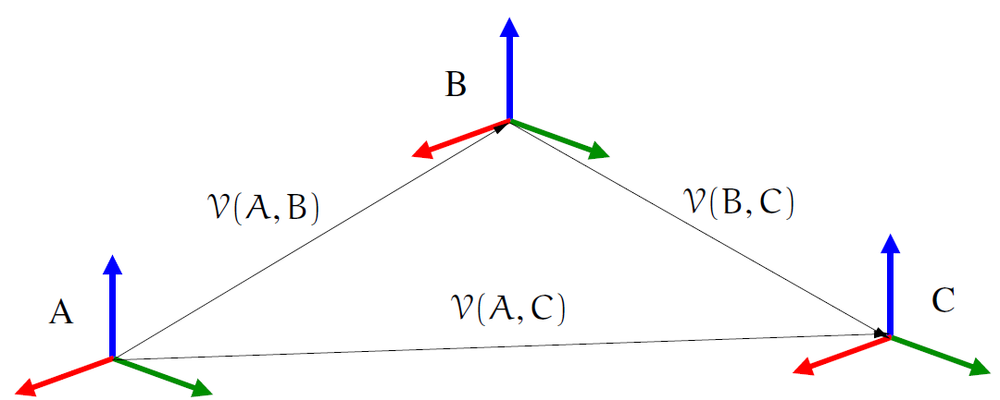 B
𝒱(A, B)
𝒱(B, C)
A
𝒱(A, C)
C